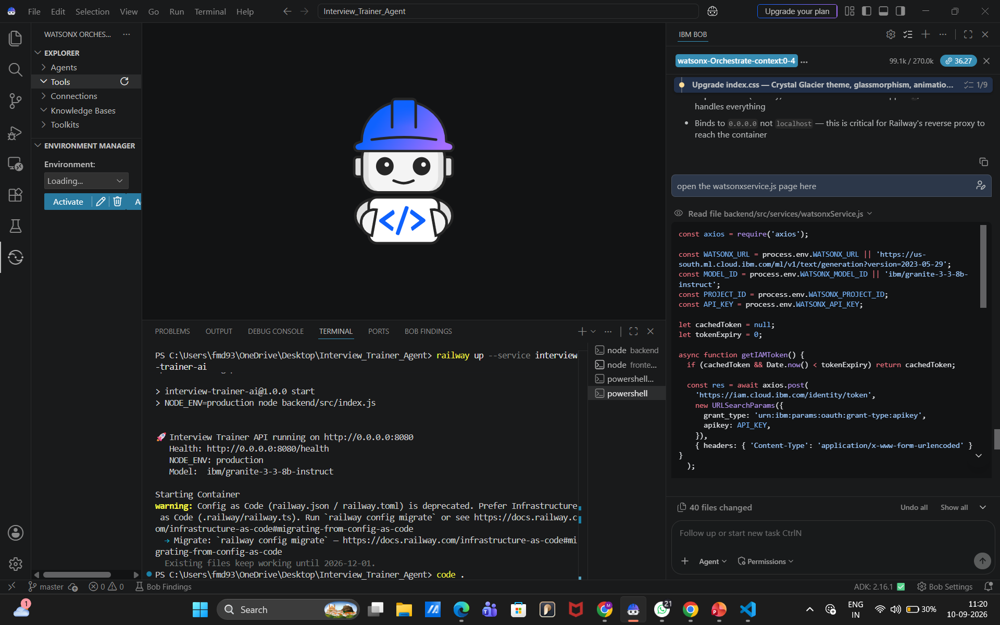 File Edit Selection View Go Run Terminal Help
Interview_Trainer_Agent
Upgrade your plan
WATSONX ORCHES... ...
EXPLORER
Agents
Tools
Connections
Knowledge Bases
Toolkits
ENVIRONMENT MANAGER
Environment:
Loading...
Activate
</>
PROBLEMS OUTPUT DEBUG CONSOLE TERMINAL PORTS BOB FINDINGS
PS C:\Users\fmd93\OneDrive\Desktop\Interview_Trainer_Agent> railway up --service interview
-trainer-ai
> interview-trainer-ai@1.0.0 start
> NODE_ENV=production node backend/src/index.js
🚀 Interview Trainer API running on http://0.0.0.0:8080
Health: http://0.0.0.0:8080/health
NODE_ENV: production
Model: ibm/granite-3-3-8b-instruct
Starting Container
warning: Config as Code (railway.json / railway.toml) is deprecated. Prefer Infrastructure
as Code (.railway/railway.ts). Run `railway config migrate` or see https://docs.railway.c
om/infrastructure-as-code#migrating-from-config-as-code
→ Migrate: `railway config migrate` — https://docs.railway.com/infrastructure-as-code#mi
grating-from-config-as-code
Existing files keep working until 2026-12-01.
PS C:\Users\fmd93\OneDrive\Desktop\Interview_Trainer_Agent> code .
node backend
node fronte...
powershell...
powershell
IBM BOB
watsonx-Orchestrate-context:0-4 ... 99.1k / 270.0k 36.27
Upgrade index.css — Crystal Glacier theme, glassmorphism, animatio... 1/9
handles everything
• Binds to 0.0.0.0 not localhost — this is critical for Railway's reverse proxy to
reach the container
open the watsonxservice.js page here
Read file backend/src/services/watsonxService.js
const axios = require('axios');
const WATSONX_URL = process.env.WATSONX_URL || 'https://us-
south.ml.cloud.ibm.com/ml/v1/text/generation?version=2023-05-29';
const MODEL_ID = process.env.WATSONX_MODEL_ID || 'ibm/granite-3-3-8b-
instruct';
const PROJECT_ID = process.env.WATSONX_PROJECT_ID;
const API_KEY = process.env.WATSONX_API_KEY;
let cachedToken = null;
let tokenExpiry = 0;
async function getIAMToken() {
if (cachedToken && Date.now() < tokenExpiry) return cachedToken;
const res = await axios.post(
'https://iam.cloud.ibm.com/identity/token',
new URLSearchParams({
grant_type: 'urn:ibm:params:oauth:grant-type:apikey',
apikey: API_KEY,
}),
{ headers: { 'Content-Type': 'application/x-www-form-urlencoded' }
}
);
40 files changed Undo all Show all
Follow up or start new task CtrlN
Agent Permissions
master 0 0 Bob Findings
ADK: 2.16.1 ✅ Bob Settings
1
Search
21
ENG
IN
30%
11:20
10-09-2026